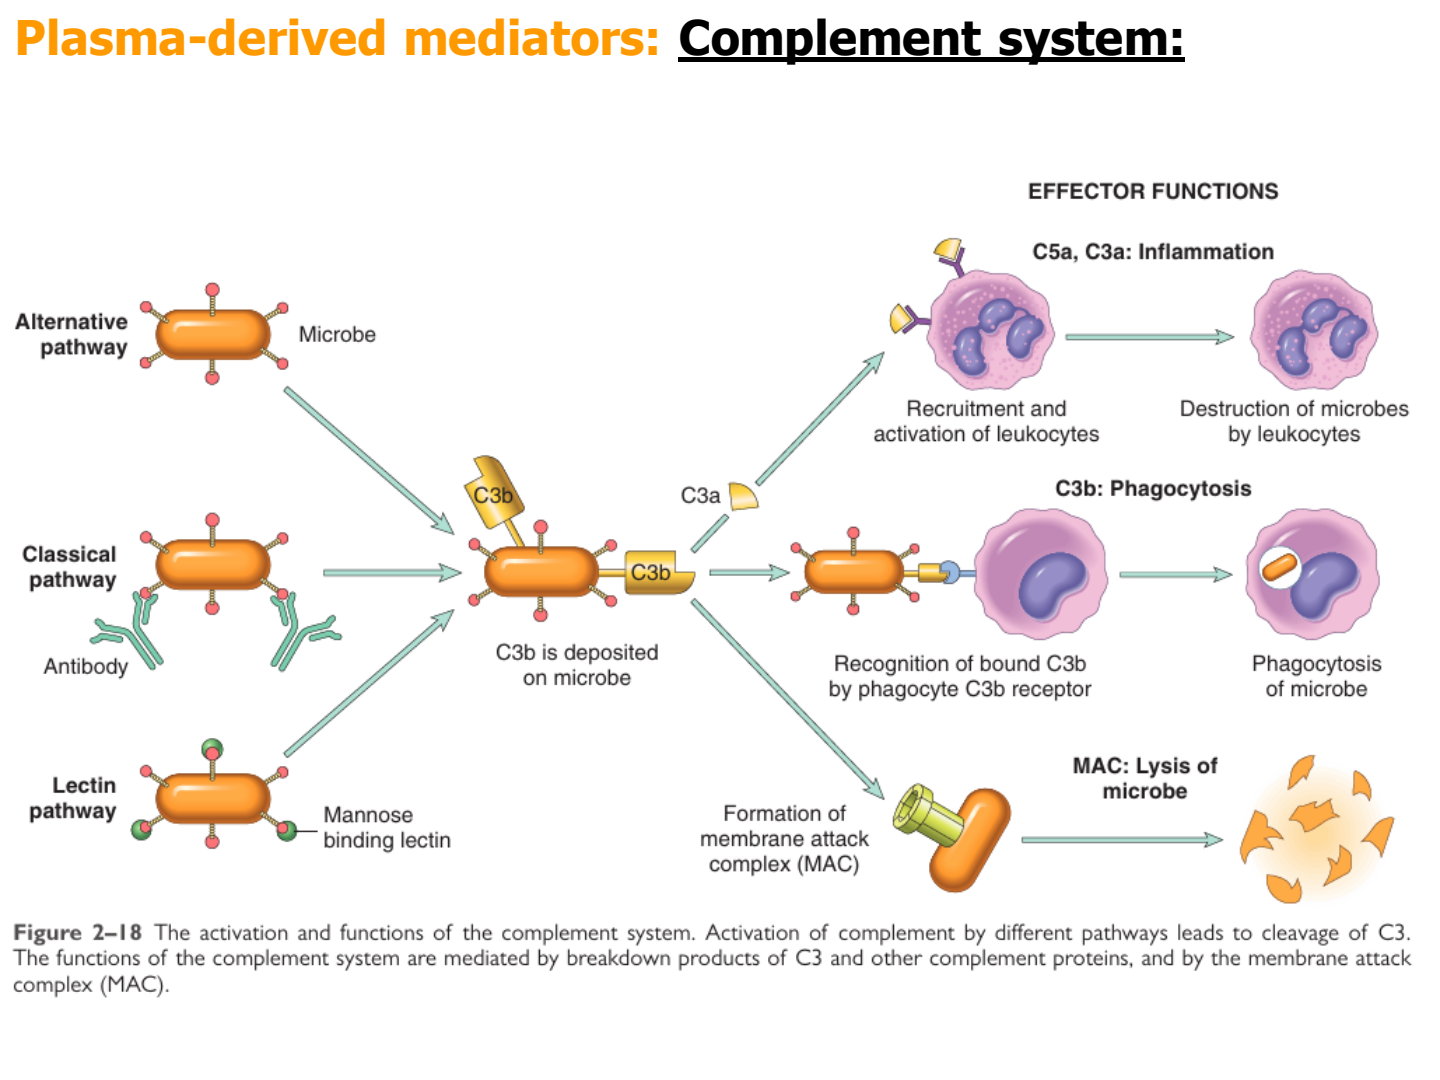 Plasma-derived mediators: Complement system:
EFFECTOR FUNCTIONS
C5a, C3a: Inflammation
Alternative
pathway
Microbe
Recruitment and
activation of leukocytes
Destruction of microbes
by leukocytes
C3b
C3a
C3b: Phagocytosis
Classical
pathway
C3b
Antibody
C3b is deposited
on microbe
Recognition of bound C3b
by phagocyte C3b receptor
Phagocytosis
of microbe
Lectin
pathway
Mannose
binding lectin
Formation of
membrane attack
complex (MAC)
MAC: Lysis of
microbe
Figure 2–18 The activation and functions of the complement system. Activation of complement by different pathways leads to cleavage of C3.
The functions of the complement system are mediated by breakdown products of C3 and other complement proteins, and by the membrane attack
complex (MAC).